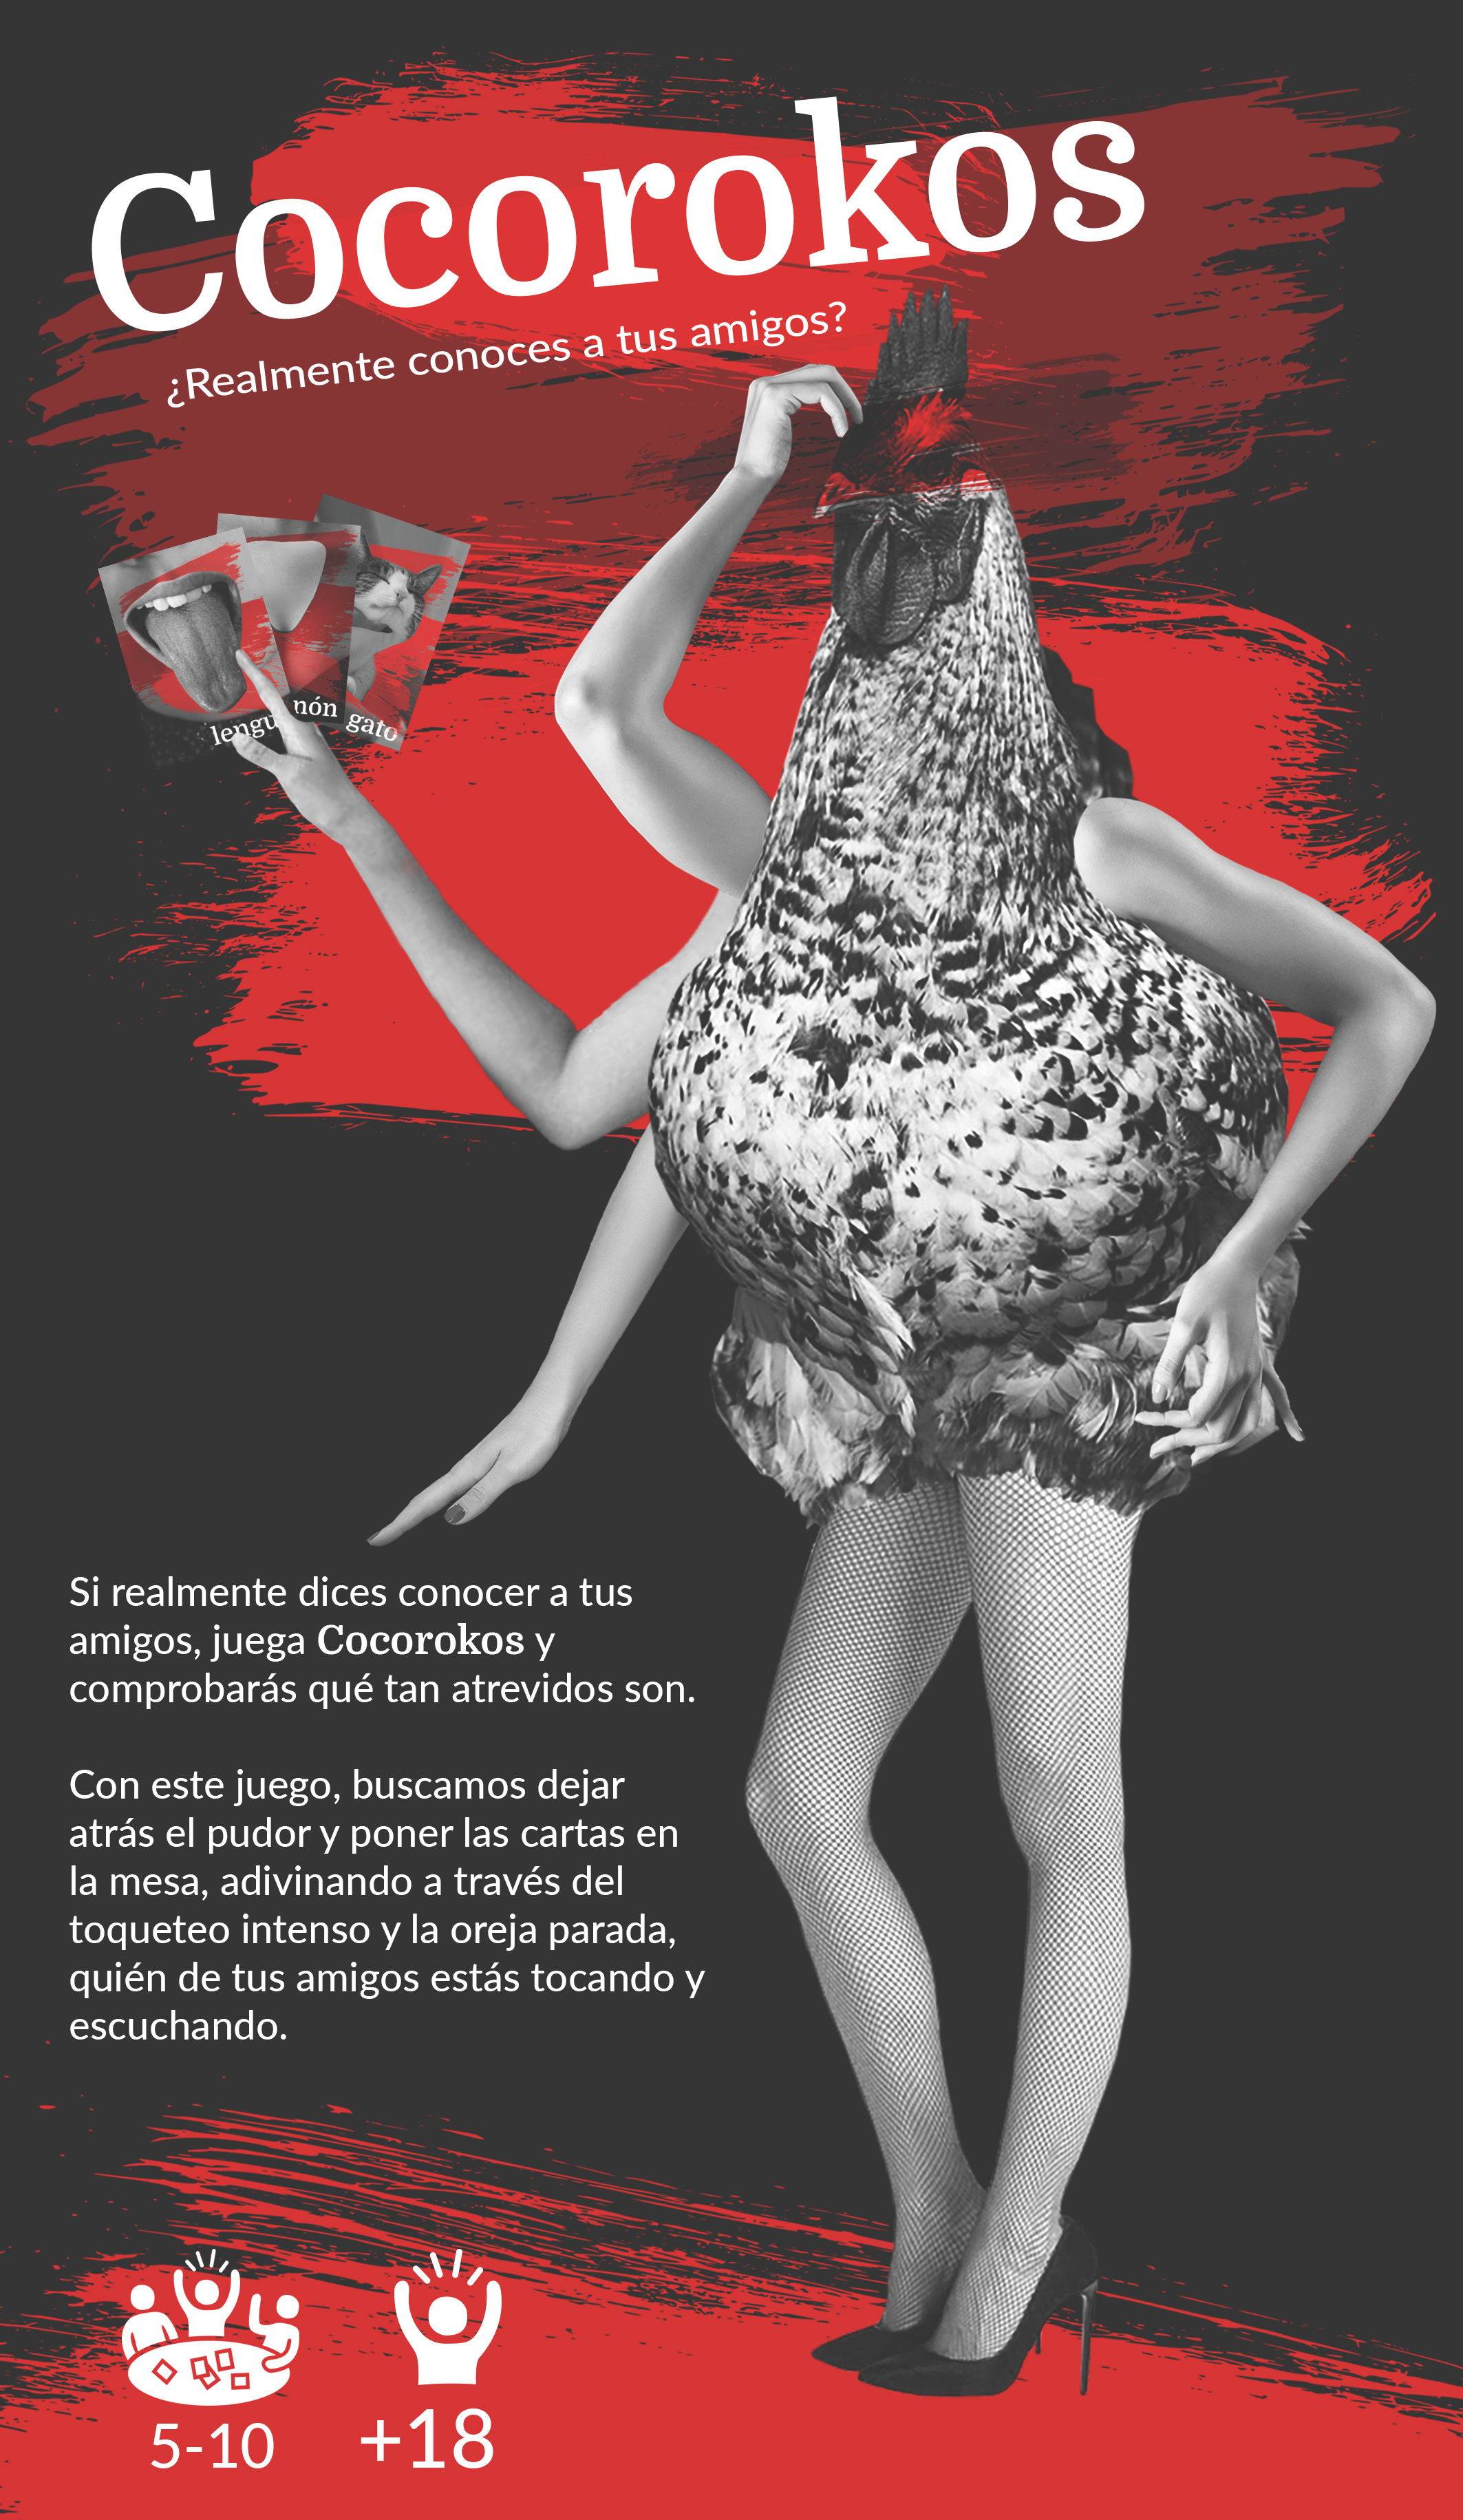 Cocorokos
¿Realmente conoces a tus amigos?
lengu
nón
gato
Si realmente dices conocer a tus
amigos, juega Cocorokos y
comprobarás qué tan atrevidos son.
Con este juego, buscamos dejar
atrás el pudor y poner las cartas en
la mesa, adivinando a través del
toqueteo intenso y la oreja parada,
quién de tus amigos estás tocando y
escuchando.
5-10
+18